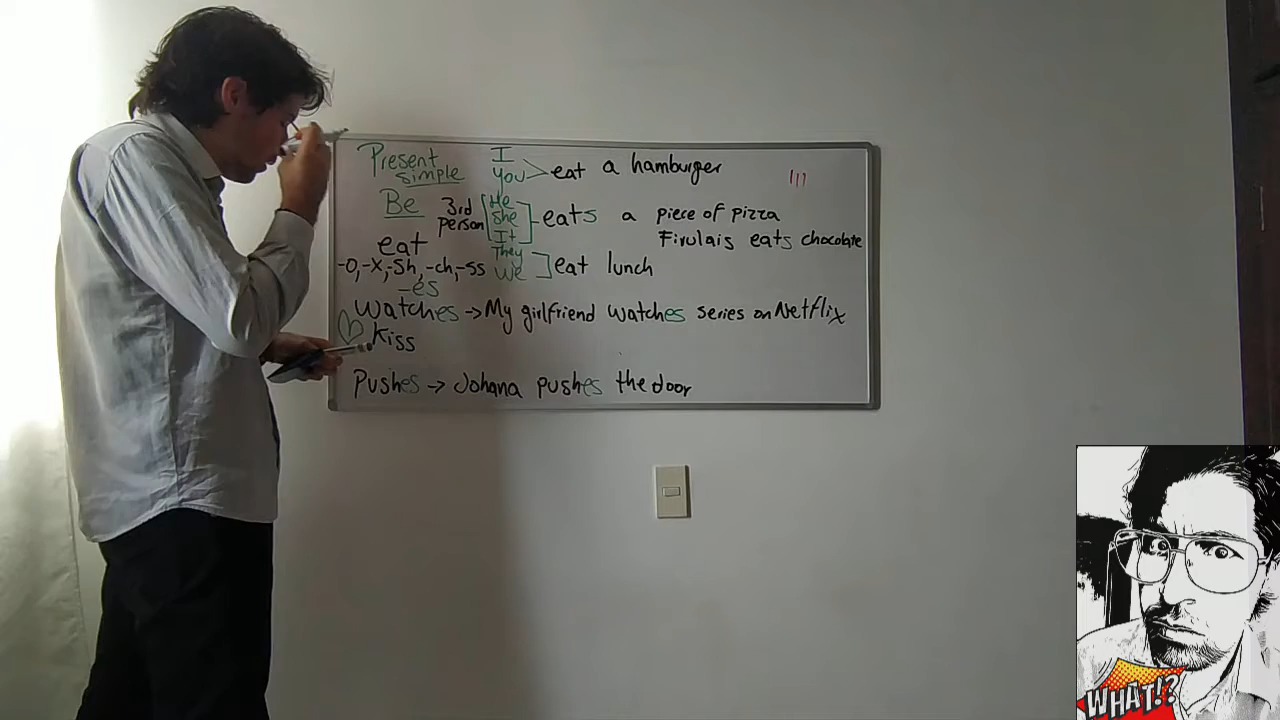 Present
simple
Be
eat
-o, -x, -sh, -ch, -ss
-es
3rd
person
I
you
eat a hamburger
He
she
It
eats a piece of pizza
Firulais eats chocolate
They
We
eat lunch
Watches → My girlfriend watches series on Netflix
Kiss
Pushes → Johana pushes the door
WHAT!?